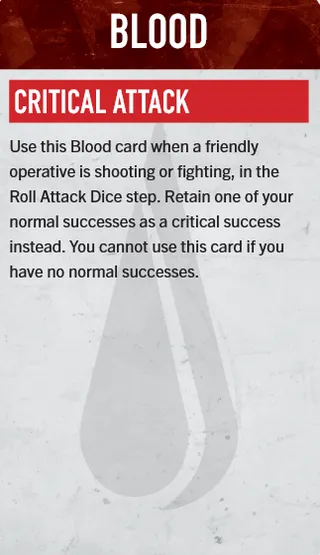 BLOOD
CRITICAL ATTACK
Use this Blood card when a friendly
operative is shooting or fighting, in the
Roll Attack Dice step. Retain one of your
normal successes as a critical success
instead. You cannot use this card if you
have no normal successes.